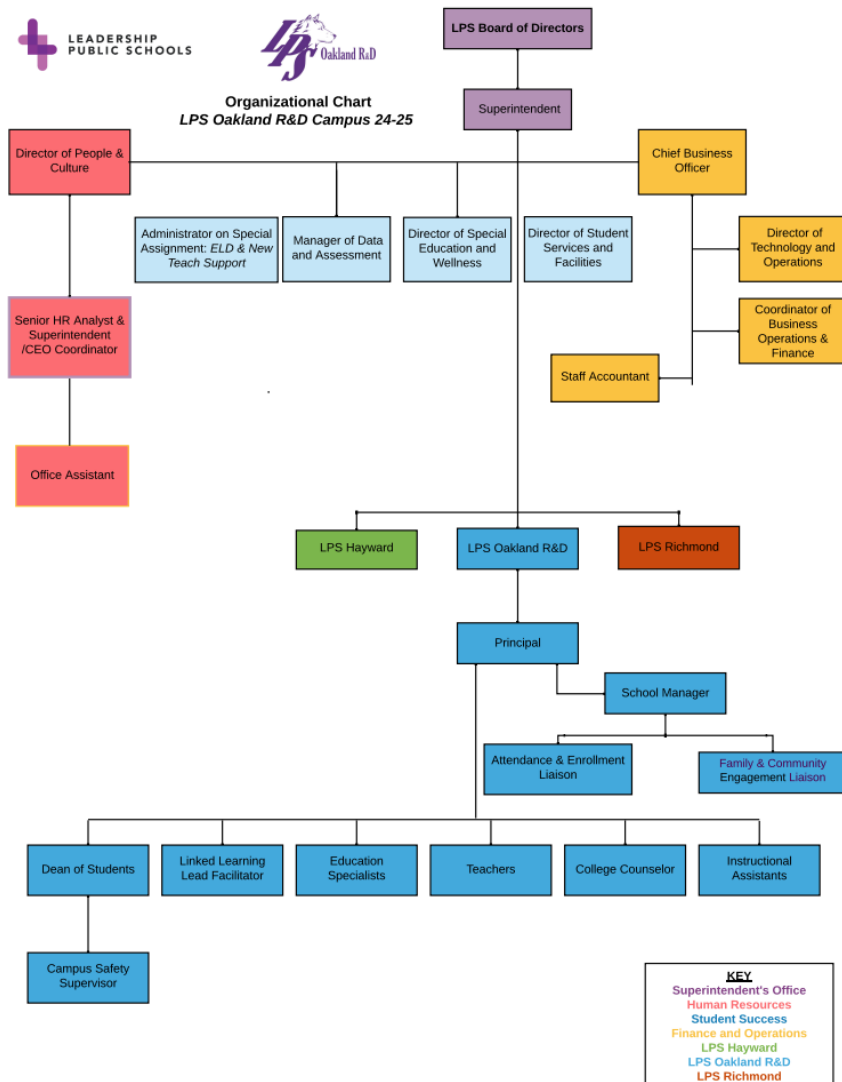 LEADERSHIP
PUBLIC SCHOOLS
LPS
Oakland R&D
Organizational Chart
LPS Oakland R&D Campus 24-25
LPS Board of Directors
Superintendent
Director of People &
Culture
Chief Business
Officer
Administrator on Special
Assignment: ELD & New
Teach Support
Manager of Data
and Assessment
Director of Special
Education and
Wellness
Director of Student
Services and
Facilities
Director of
Technology and
Operations
Senior HR Analyst &
Superintendent
/CEO Coordinator
Coordinator of
Business
Operations &
Finance
Staff Accountant
Office Assistant
LPS Hayward
LPS Oakland R&D
LPS Richmond
Principal
School Manager
Attendance & Enrollment
Liaison
Family & Community
Engagement Liaison
Dean of Students
Linked Learning
Lead Facilitator
Education
Specialists
Teachers
College Counselor
Instructional
Assistants
Campus Safety
Supervisor
KEY
Superintendent's Office
Human Resources
Student Success
Finance and Operations
LPS Hayward
LPS Oakland R&D
LPS Richmond